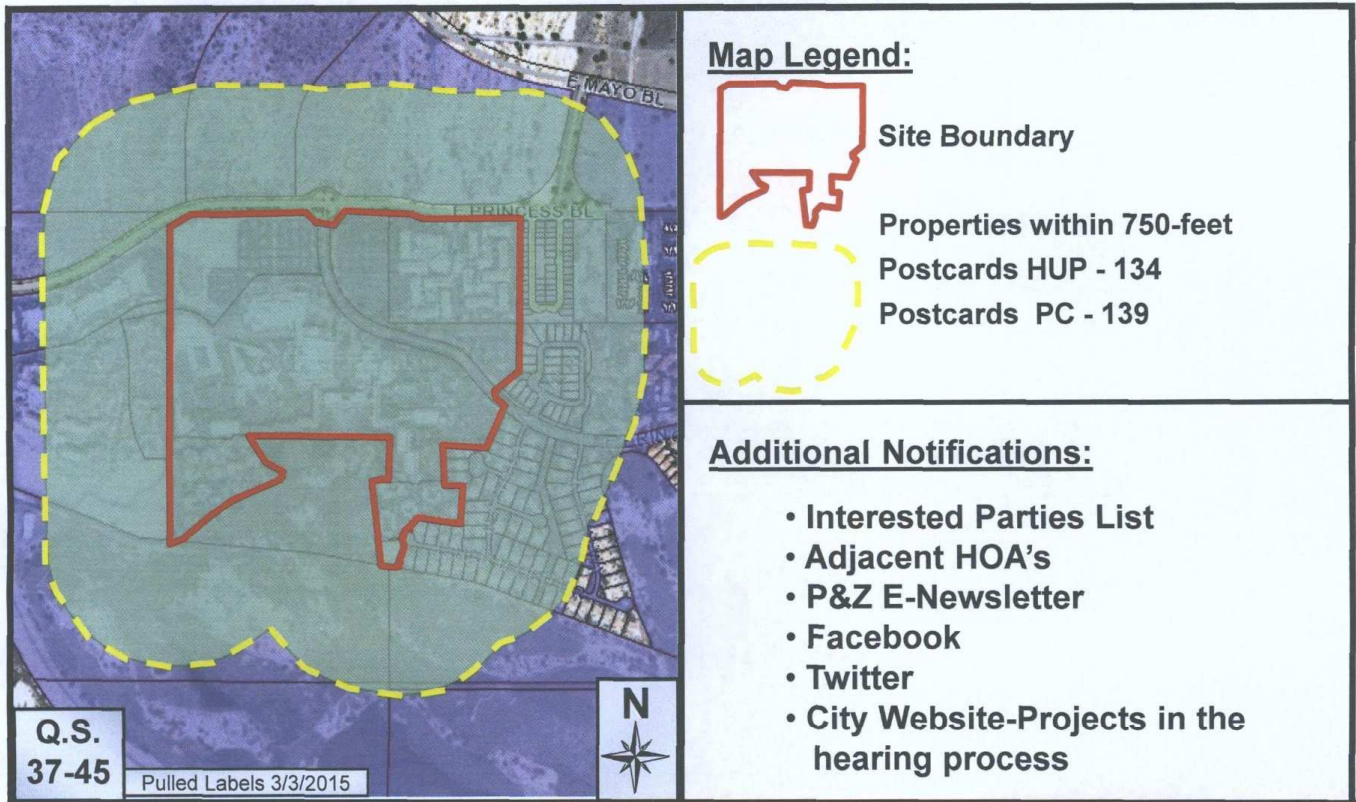 E MAYO BL
E PRINCESS BL
Q.S.
37-45
Pulled Labels 3/3/2015
N
Map Legend:
Site Boundary
Properties within 750-feet
Postcards HUP - 134
Postcards PC - 139
Additional Notifications:
• Interested Parties List
• Adjacent HOA's
• P&Z E-Newsletter
• Facebook
• Twitter
• City Website-Projects in the
hearing process